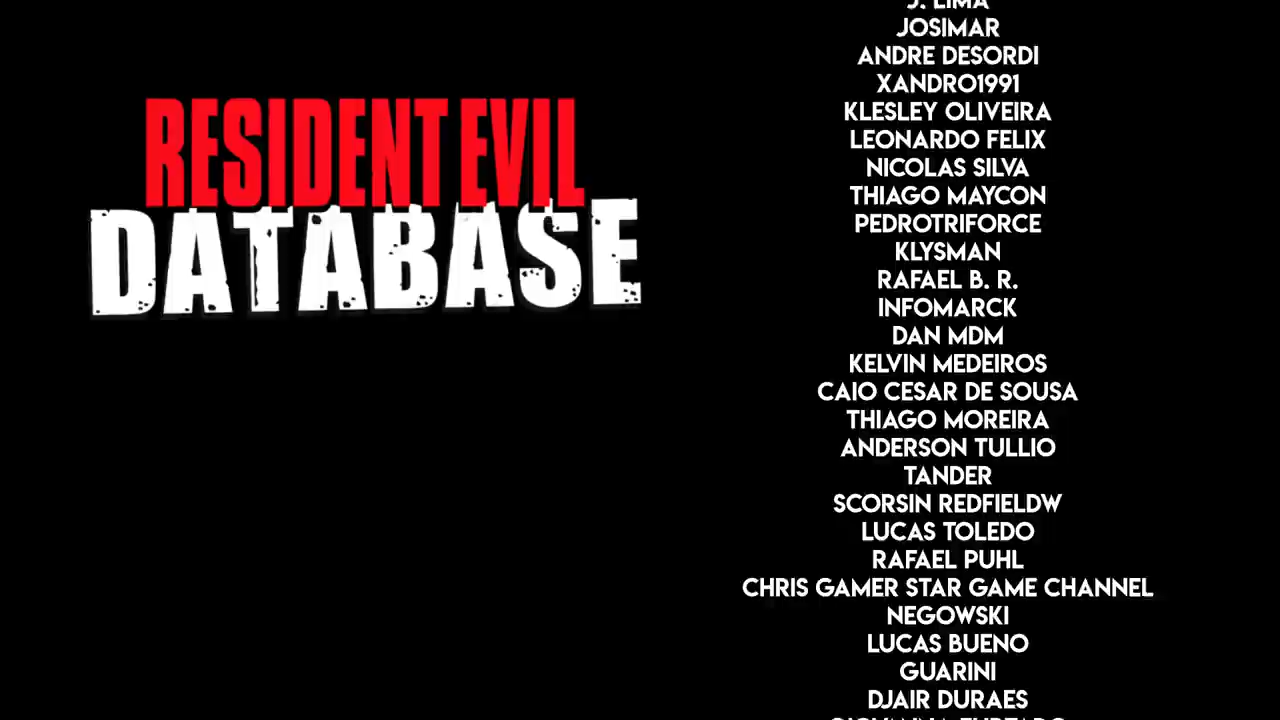 RESIDENT EVIL
DATABASE
J. LIMA
JOSIMAR
ANDRE DESORDI
XANDRO1991
KLESLEY OLIVEIRA
LEONARDO FELIX
NICOLAS SILVA
THIAGO MAYCON
PEDROTRIFORCE
KLYSMAN
RAFAEL B. R.
INFOMARCK
DAN MDM
KELVIN MEDEIROS
CAIO CESAR DE SOUSA
THIAGO MOREIRA
ANDERSON TULLIO
TANDER
SCORSIN REDFIELDW
LUCAS TOLEDO
RAFAEL PUHL
CHRIS GAMER STAR GAME CHANNEL
NEGOWSKI
LUCAS BUENO
GUARINI
DJAIR DURAES